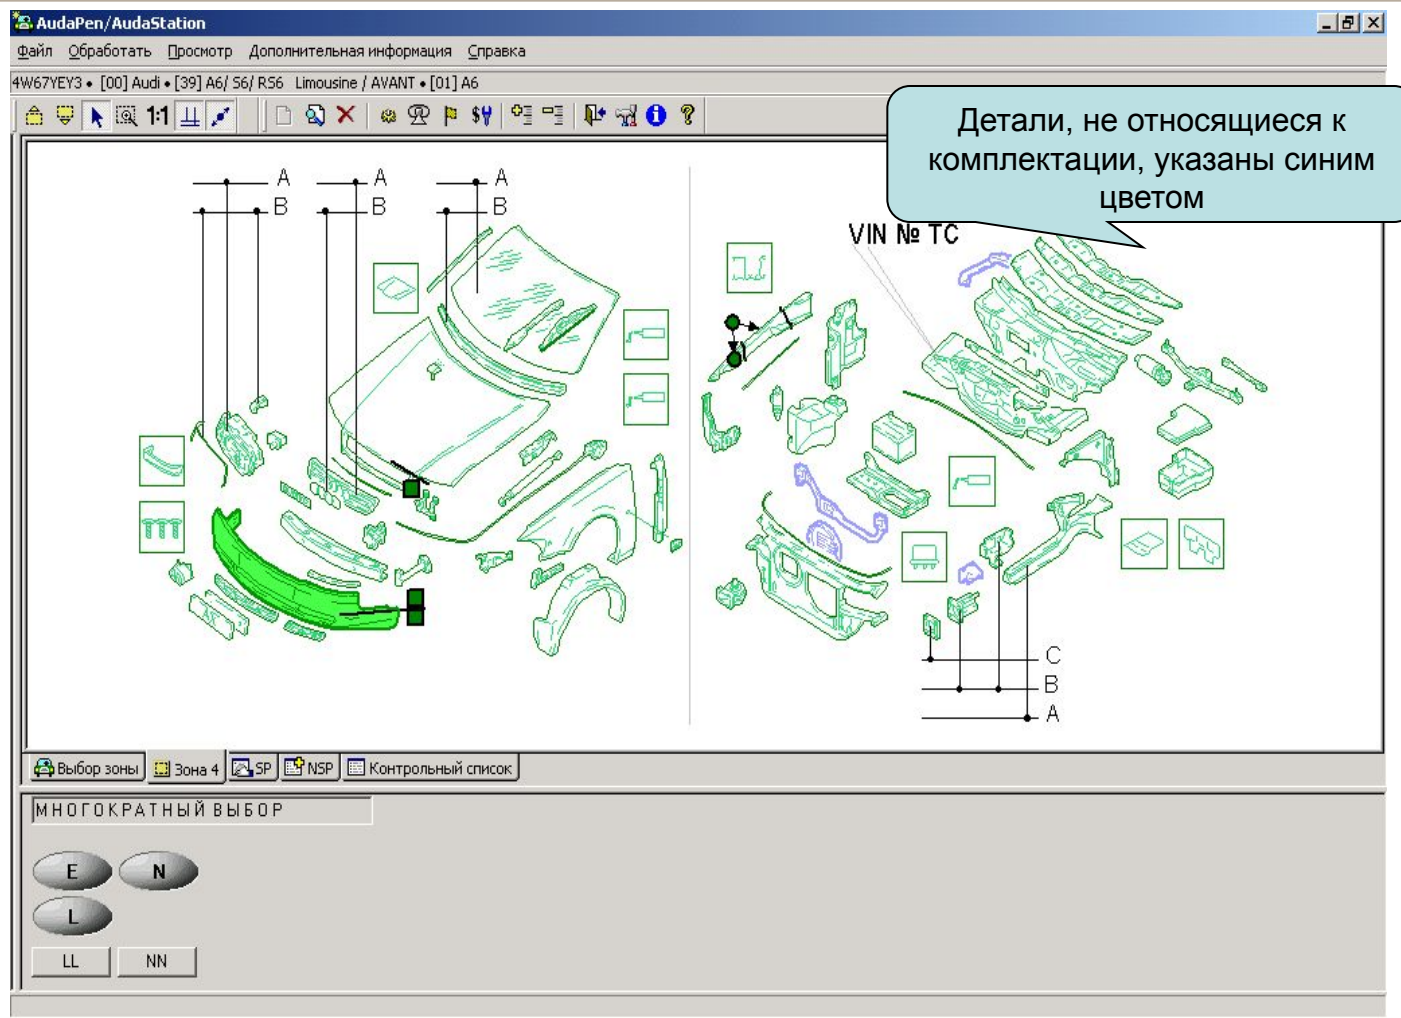 AudaPen/AudaStation
Файл Обработать Просмотр Дополнительная информация Справка
4W67YEY3 • [00] Audi • [39] A6/ S6/ RS6 Limousine / AVANT • [01] A6
1:1
Детали, не относящиеся к
комплектации, указаны синим
цветом
A A A
B B B
VIN № TC
C
B
A
Выбор зоны Зона 4 SP NSP Контрольный список
МНОГОКРАТНЫЙ ВЫБОР
E N
L
LL NN